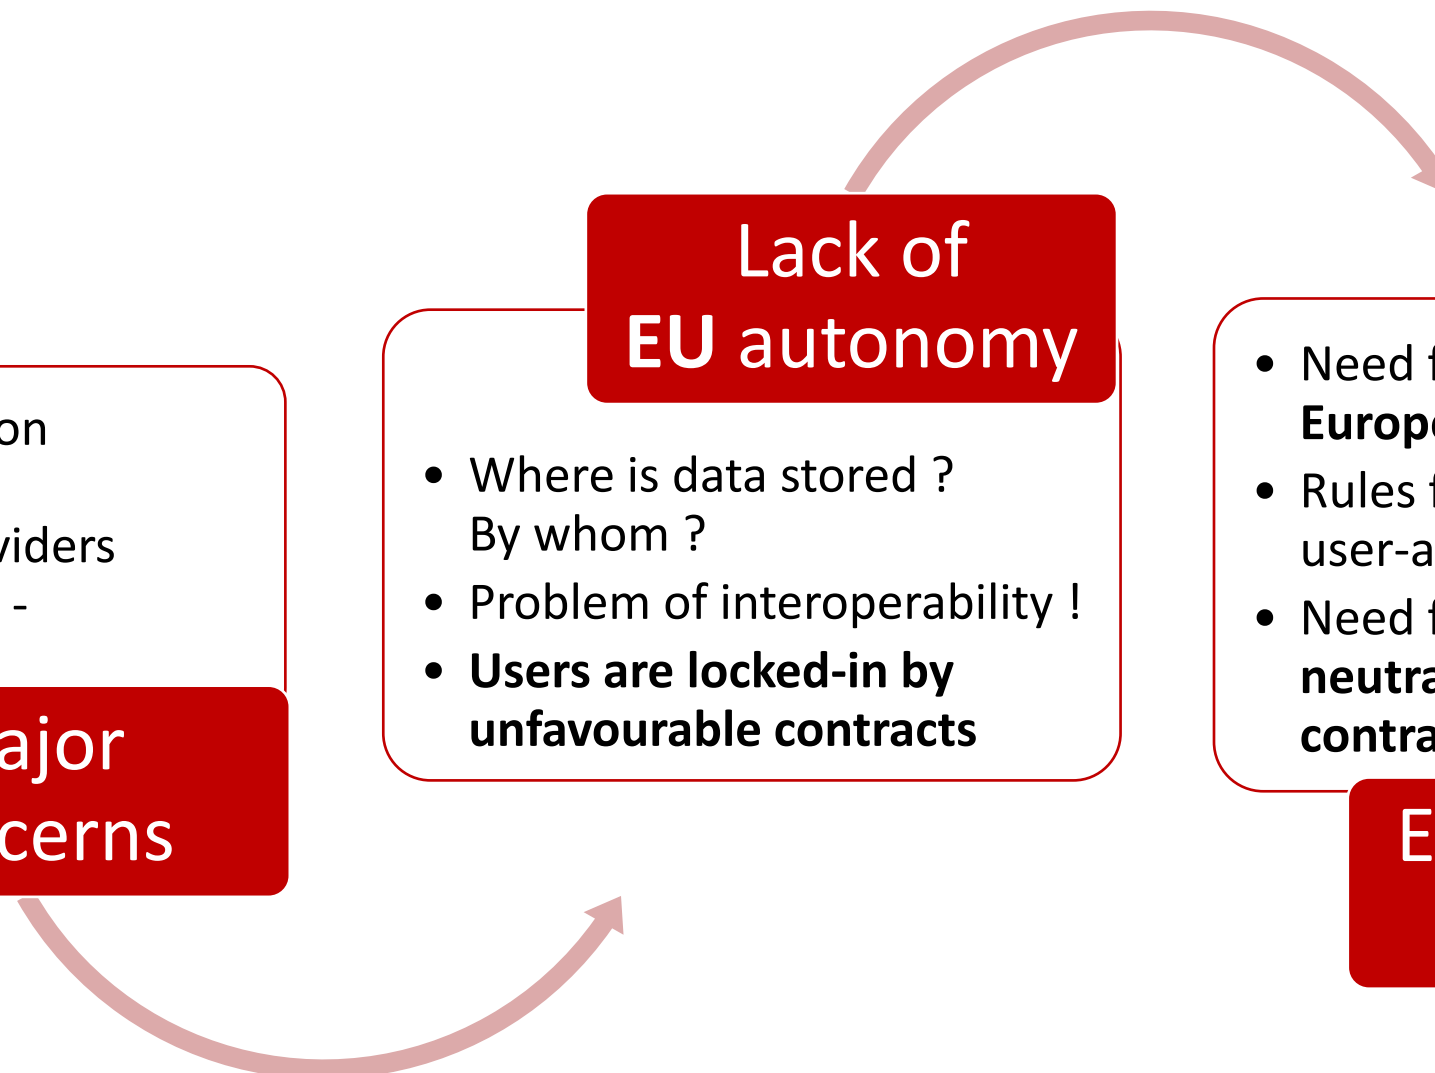 on
viders
-
ajor
cerns
Lack of
EU autonomy
• Where is data stored ?
By whom ?
• Problem of interoperability !
• Users are locked-in by
unfavourable contracts
• Need f
Europe
• Rules f
user-a
• Need f
neutra
contra
E